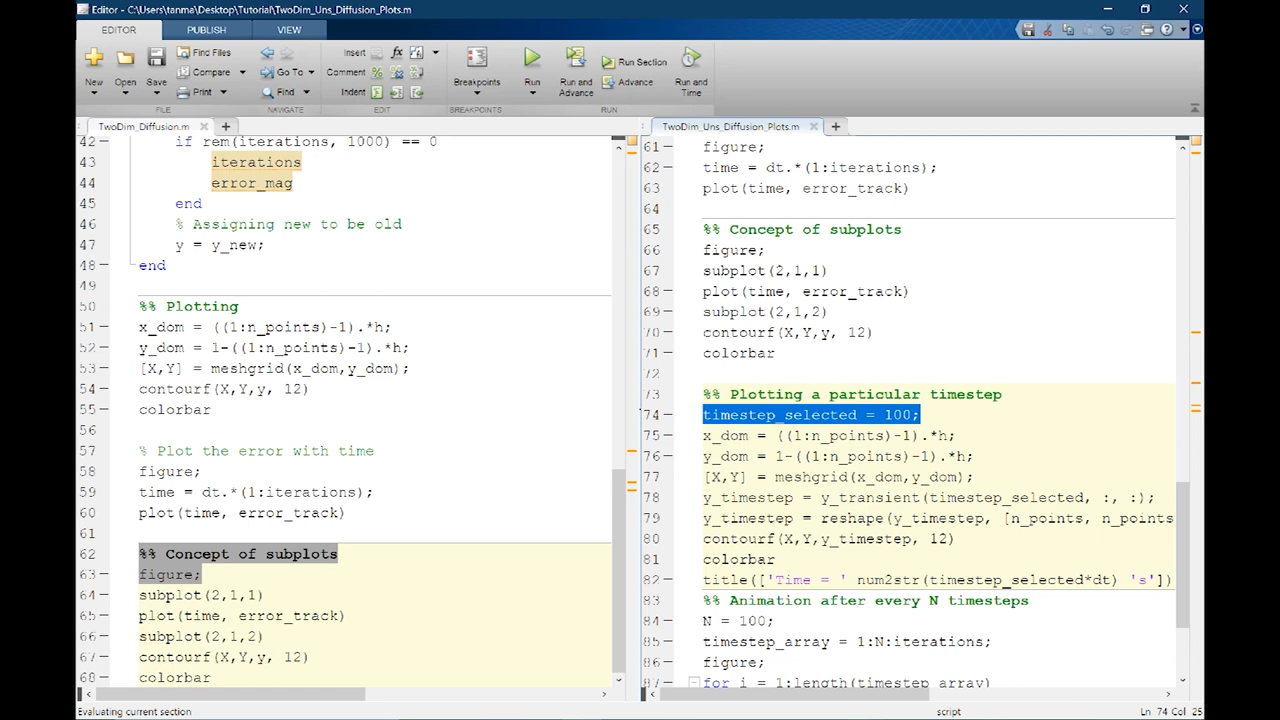 Editor - C:\Users\tanma\Desktop\Tutorial\TwoDim_Uns_Diffusion_Plots.m
EDITOR PUBLISH VIEW
New Open Save
Find Files
Compare
Print
FILE
Go To
Find
NAVIGATE
Insert fx
Comment
Indent
EDIT
Breakpoints
BREAKPOINTS
Run
Run and Advance
Run Section
Advance
Run and Time
RUN
TwoDim_Diffusion.m
42 if rem(iterations, 1000) == 0
43 iterations
44 error_mag
45 end
46 % Assigning new to be old
47 y = y_new;
48 end
49
50 %% Plotting
51 x_dom = ((1:n_points)-1).*h;
52 y_dom = 1-((1:n_points)-1).*h;
53 [X,Y] = meshgrid(x_dom,y_dom);
54 contourf(X,Y,y, 12)
55 colorbar
56
57 % Plot the error with time
58 figure;
59 time = dt.*(1:iterations);
60 plot(time, error_track)
61
62 %% Concept of subplots
63 figure;
64 subplot(2,1,1)
65 plot(time, error_track)
66 subplot(2,1,2)
67 contourf(X,Y,y, 12)
68 colorbar
TwoDim_Uns_Diffusion_Plots.m
61 figure;
62 time = dt.*(1:iterations);
63 plot(time, error_track)
64
65 %% Concept of subplots
66 figure;
67 subplot(2,1,1)
68 plot(time, error_track)
69 subplot(2,1,2)
70 contourf(X,Y,y, 12)
71 colorbar
72
73 %% Plotting a particular timestep
74 timestep_selected = 100;
75 x_dom = ((1:n_points)-1).*h;
76 y_dom = 1-((1:n_points)-1).*h;
77 [X,Y] = meshgrid(x_dom,y_dom);
78 y_timestep = y_transient(timestep_selected, :, :);
79 y_timestep = reshape(y_timestep, [n_points, n_points
80 contourf(X,Y,y_timestep, 12)
81 colorbar
82 title(['Time = ' num2str(timestep_selected*dt) 's'])
83 %% Animation after every N timesteps
84 N = 100;
85 timestep_array = 1:N:iterations;
86 figure;
87 for i = 1:length(timestep_array)
Evaluating current section
script
Ln 74 Col 25